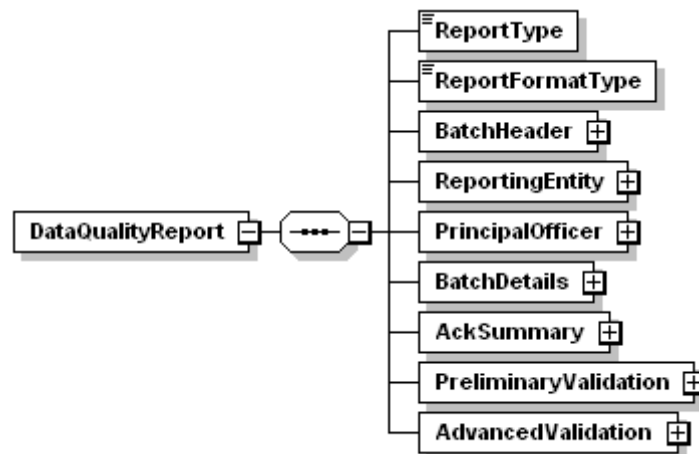 ReportType
ReportFormatType
BatchHeader
ReportingEntity
DataQualityReport
PrincipalOfficer
BatchDetails
AckSummary
PreliminaryValidation
AdvancedValidation